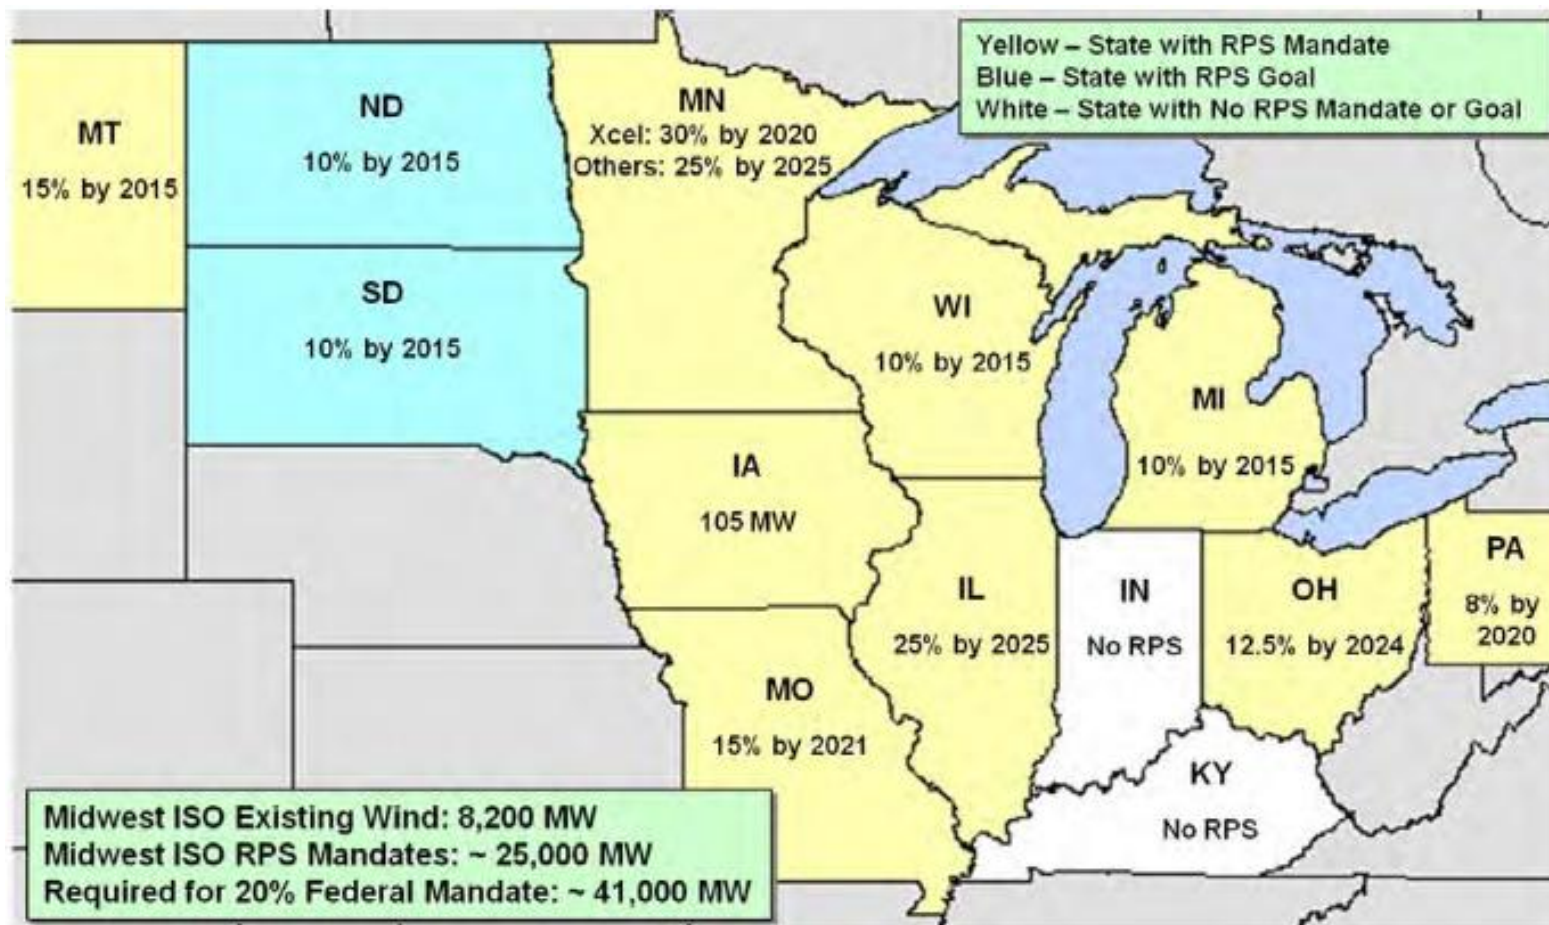 Yellow – State with RPS Mandate
Blue – State with RPS Goal
White – State with No RPS Mandate or Goal
MT
15% by 2015
ND
10% by 2015
MN
Xcel: 30% by 2020
Others: 25% by 2025
SD
10% by 2015
WI
10% by 2015
MI
10% by 2015
IA
105 MW
IL
25% by 2025
IN
No RPS
OH
12.5% by 2024
PA
8% by
2020
MO
15% by 2021
KY
No RPS
Midwest ISO Existing Wind: 8,200 MW
Midwest ISO RPS Mandates: ~ 25,000 MW
Required for 20% Federal Mandate: ~ 41,000 MW